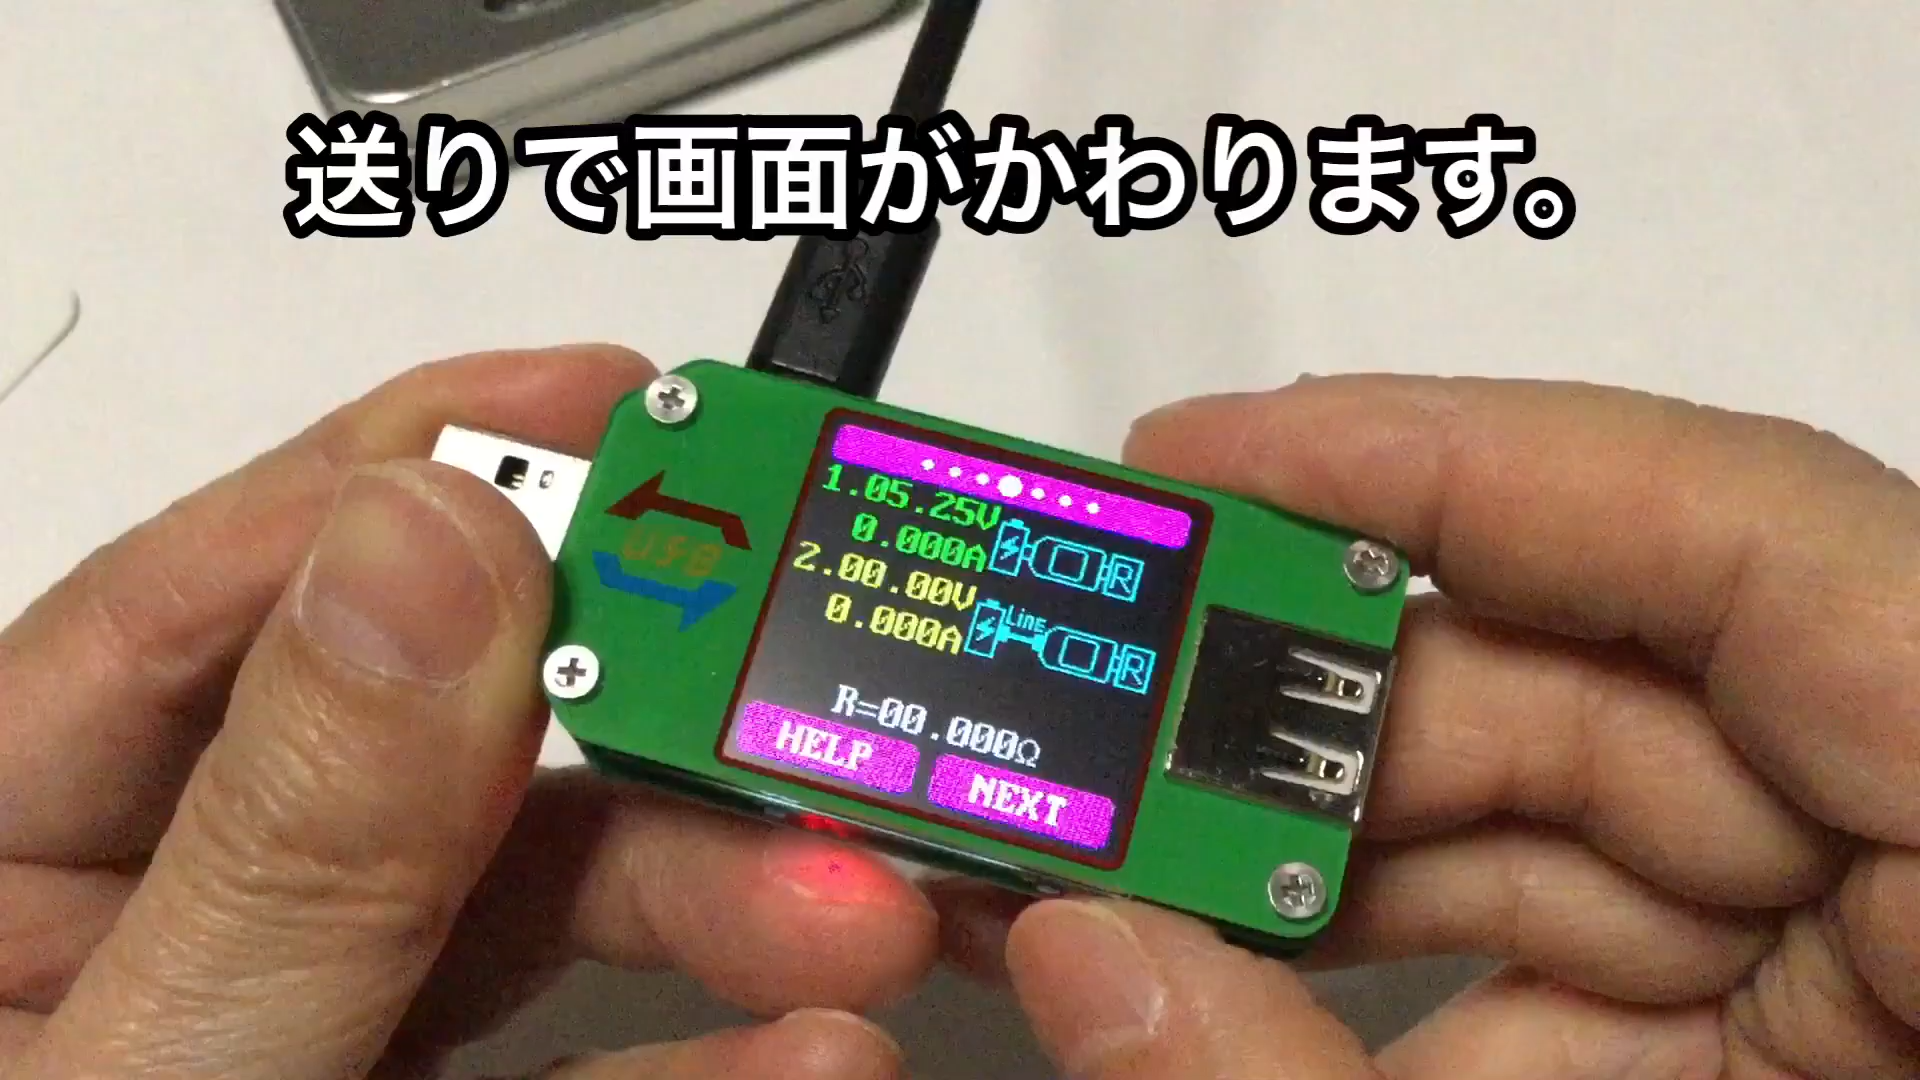 送りで画面がかわります。
USB
1.05.25V
0.000A
R
2.00.00V
Line
0.000A
R
R=00.000Ω
HELP
NEXT